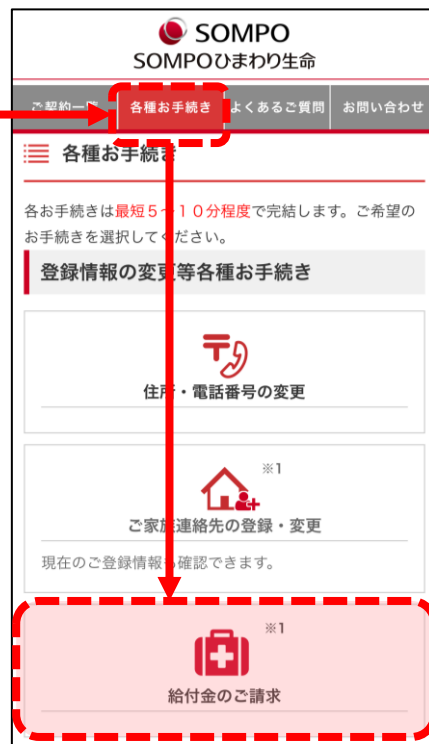 SOMPO
SOMPOひまわり生命
ご契約一覧 各種お手続き よくあるご質問 お問い合わせ
各種お手続き
各お手続きは最短5~10分程度で完結します。ご希望の
お手続きを選択してください。
登録情報の変更等各種お手続き
住所・電話番号の変更
※1
ご家族連絡先の登録・変更
現在のご登録情報も確認できます。
※1
給付金のご請求